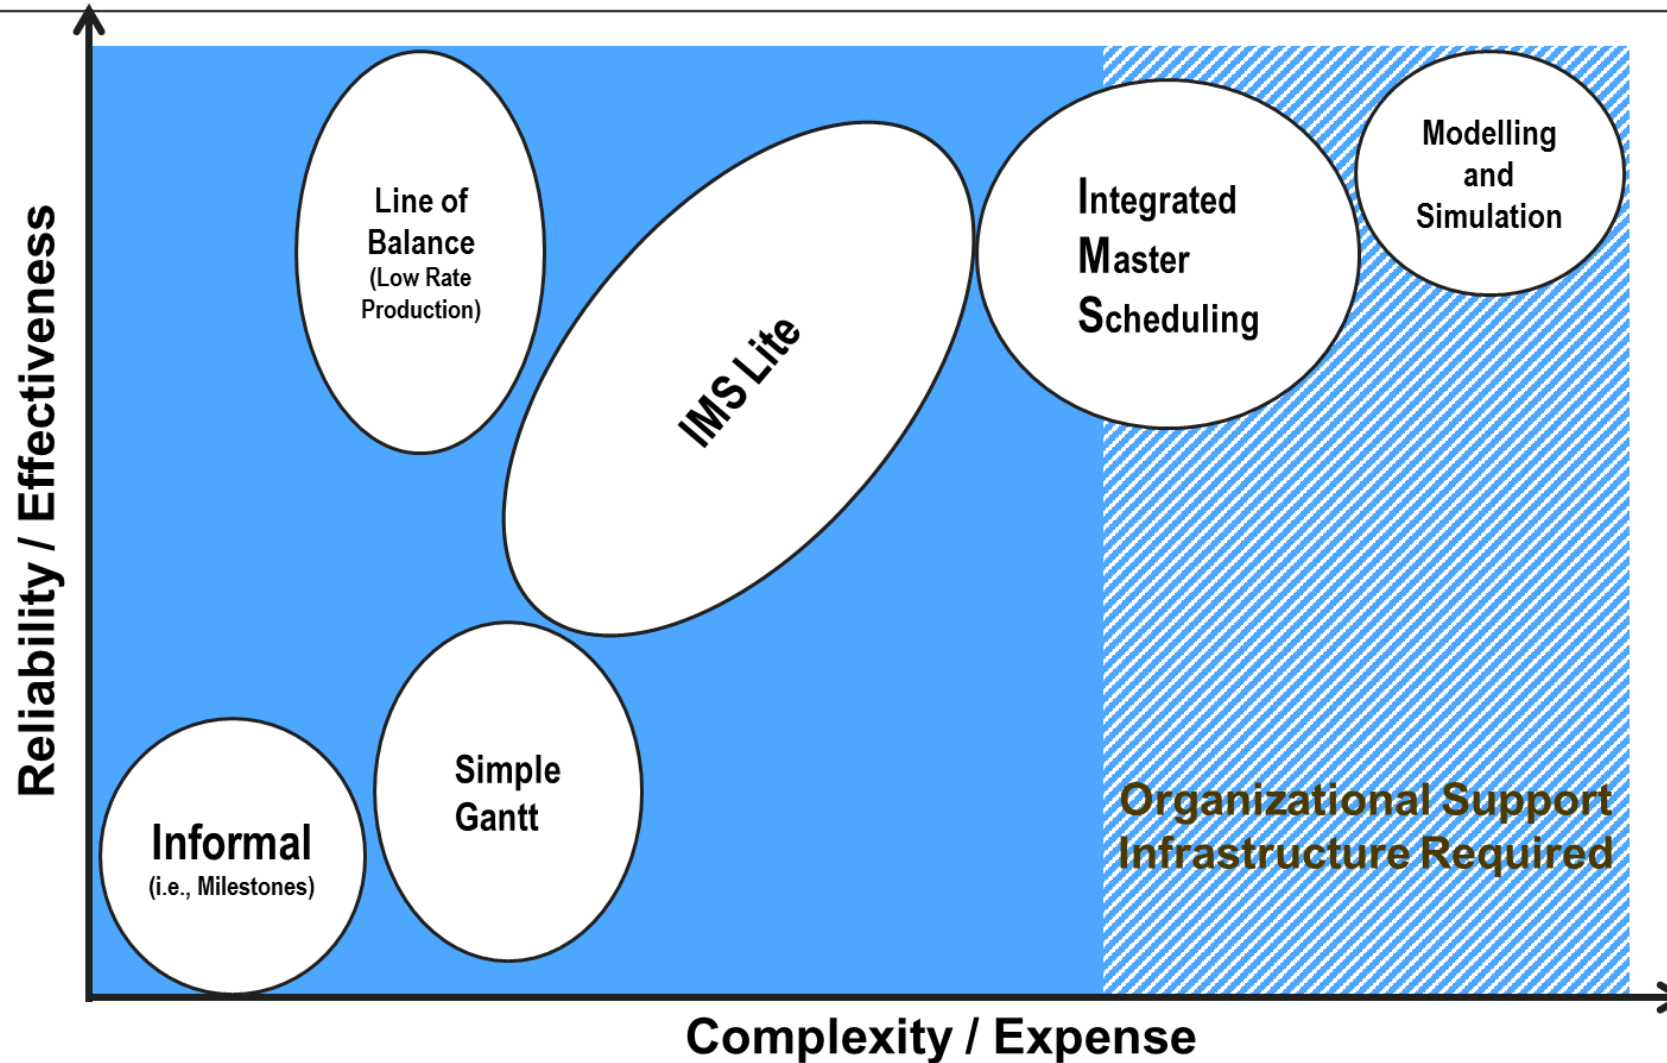 Reliability / Effectiveness
Line of
Balance
(Low Rate
Production)
IMS Lite
Integrated
Master
Scheduling
Modelling
and
Simulation
Informal
(i.e., Milestones)
Simple
Gantt
Organizational Support
Infrastructure Required
Complexity / Expense